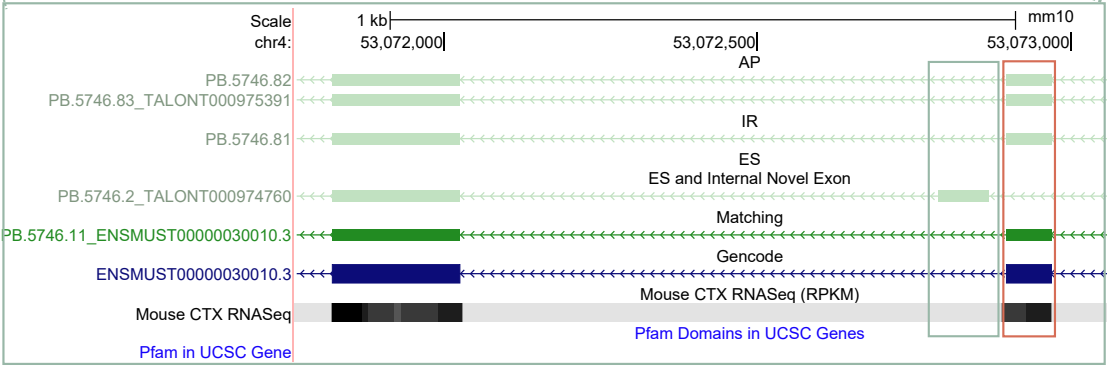 Scale 1 kb mm10
chr4: 53,072,000 53,072,500 53,073,000
AP
PB.5746.82
PB.5746.83_TALONT000975391
IR
PB.5746.81
ES
ES and Internal Novel Exon
PB.5746.2_TALONT000974760
Matching
PB.5746.11_ENSMUST00000030010.3
Gencode
ENSMUST00000030010.3
Mouse CTX RNASeq (RPKM)
Mouse CTX RNASeq
Pfam Domains in UCSC Genes
Pfam in UCSC Gene